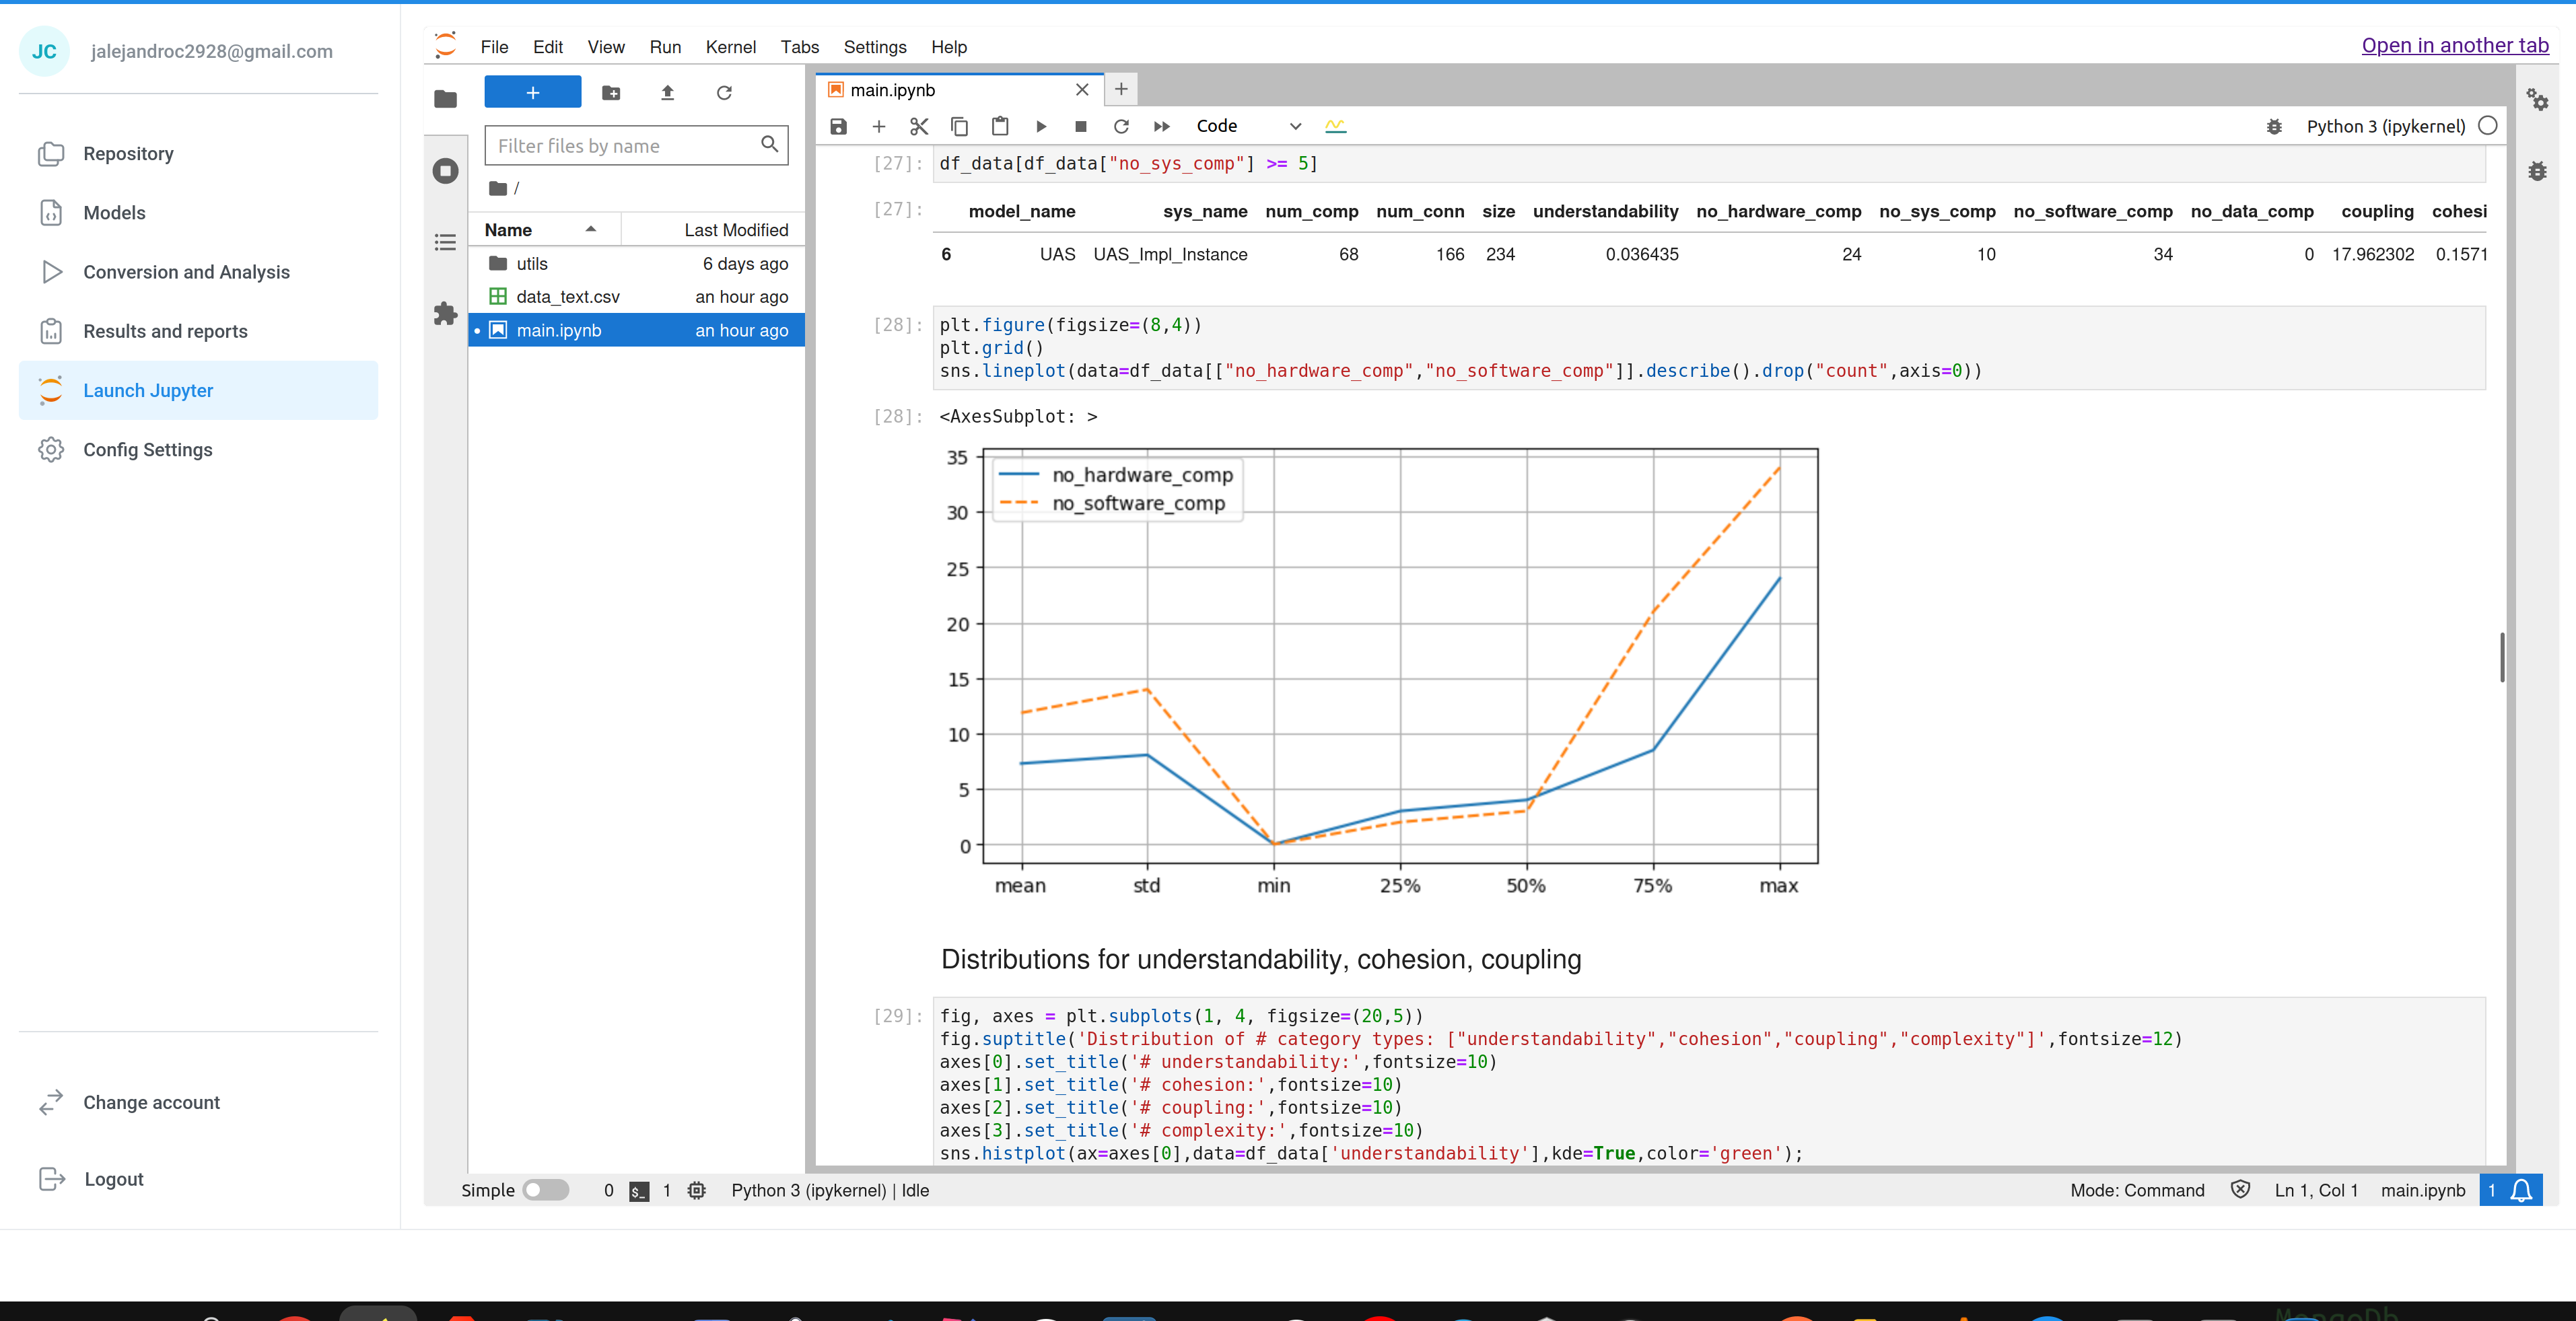 JC jalejandroc2928@gmail.com
Repository
Models
Conversion and Analysis
Results and reports
Launch Jupyter
Config Settings
Change account
Logout
File Edit View Run Kernel Tabs Settings Help
Open in another tab
+
Filter files by name
/
Name Last Modified
utils 6 days ago
data_text.csv an hour ago
main.ipynb an hour ago
main.ipynb
Code
Python 3 (ipykernel)
[27]: df_data[df_data["no_sys_comp"] >= 5]
[27]: model_name sys_name num_comp num_conn size understandability no_hardware_comp no_sys_comp no_software_comp no_data_comp coupling cohesi
6 UAS UAS_Impl_Instance 68 166 234 0.036435 24 10 34 0 17.962302 0.1571
[28]: plt.figure(figsize=(8,4))
plt.grid()
sns.lineplot(data=df_data[["no_hardware_comp","no_software_comp"]].describe().drop("count",axis=0))
[28]: <AxesSubplot: >
no_hardware_comp
no_software_comp
35
30
25
20
15
10
5
0
mean std min 25% 50% 75% max
Distributions for understandability, cohesion, coupling
[29]: fig, axes = plt.subplots(1, 4, figsize=(20,5))
fig.suptitle('Distribution of # category types: ["understandability","cohesion","coupling","complexity"]',fontsize=12)
axes[0].set_title('# understandability:',fontsize=10)
axes[1].set_title('# cohesion:',fontsize=10)
axes[2].set_title('# coupling:',fontsize=10)
axes[3].set_title('# complexity:',fontsize=10)
sns.histplot(ax=axes[0],data=df_data['understandability'],kde=True,color='green');
Simple 0 $_ 1 Python 3 (ipykernel) | Idle
Mode: Command Ln 1, Col 1 main.ipynb 1